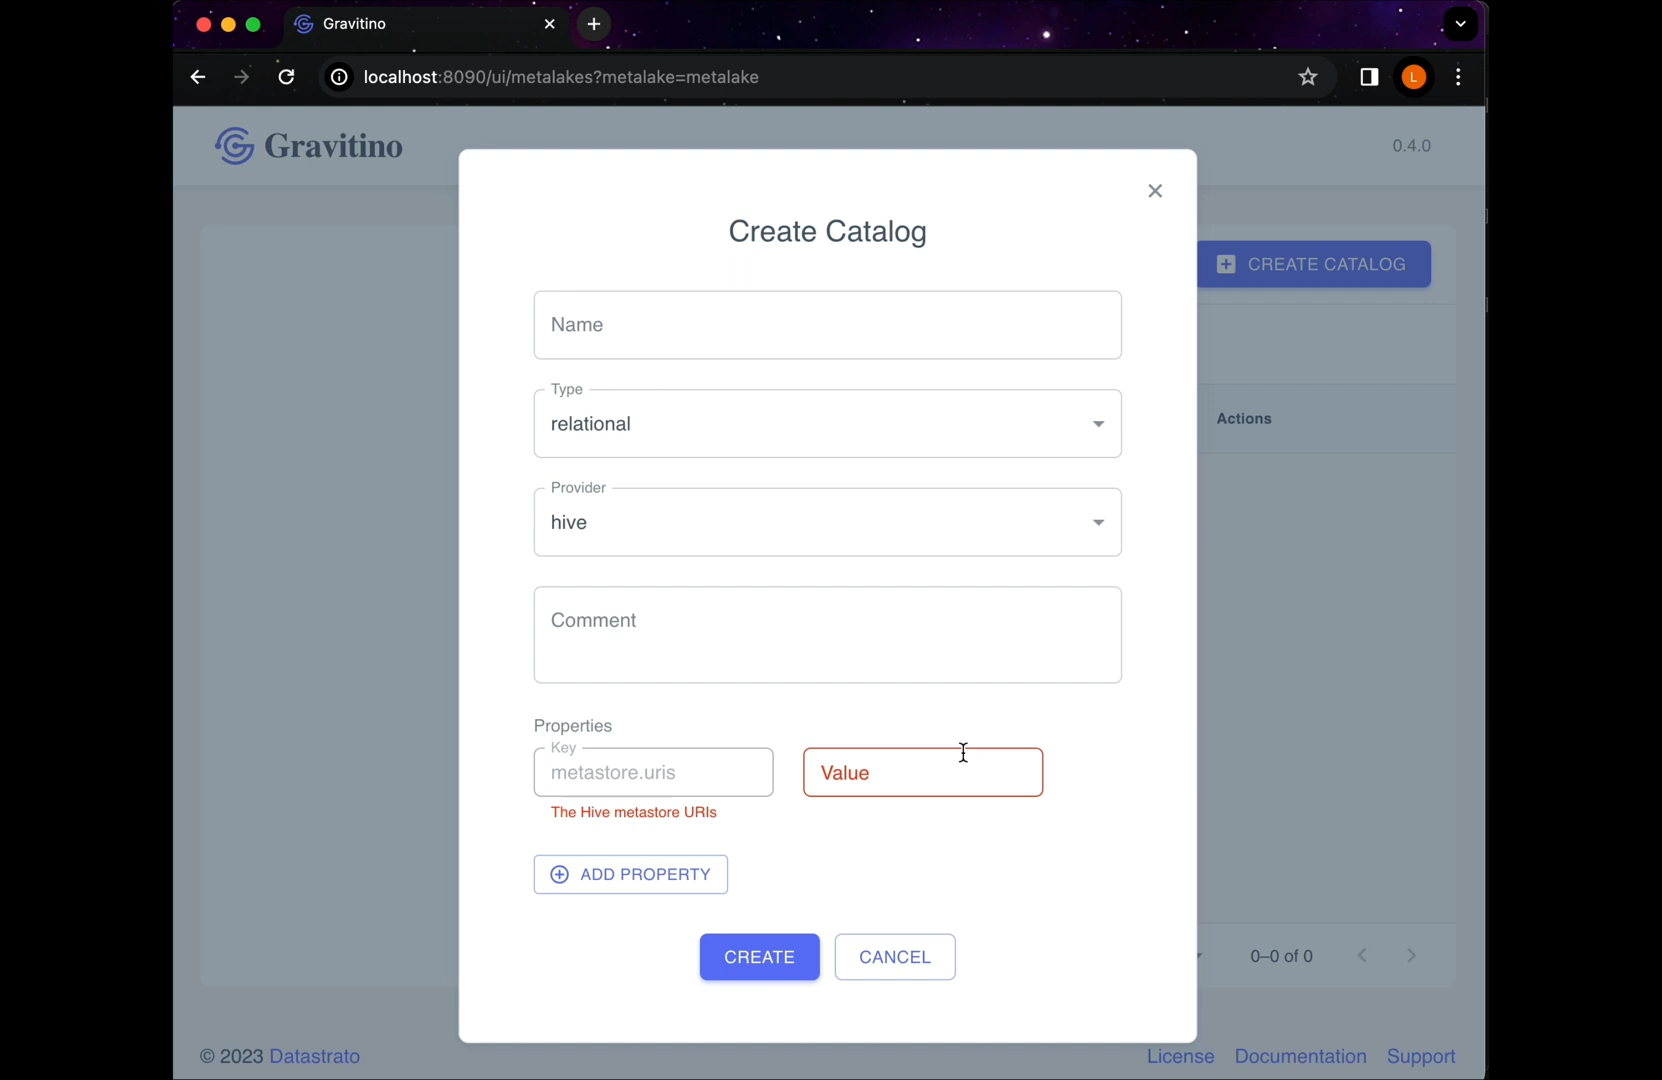 Gravitino
localhost:8090/ui/metalakes?metalake=metalake
L
Gravitino
0.4.0
Create Catalog
CREATE CATALOG
Name
Type
relational
Actions
Provider
hive
Comment
Properties
Key
metastore.uris
Value
The Hive metastore URIs
ADD PROPERTY
CREATE
CANCEL
0–0 of 0
© 2023 Datastrato
License Documentation Support